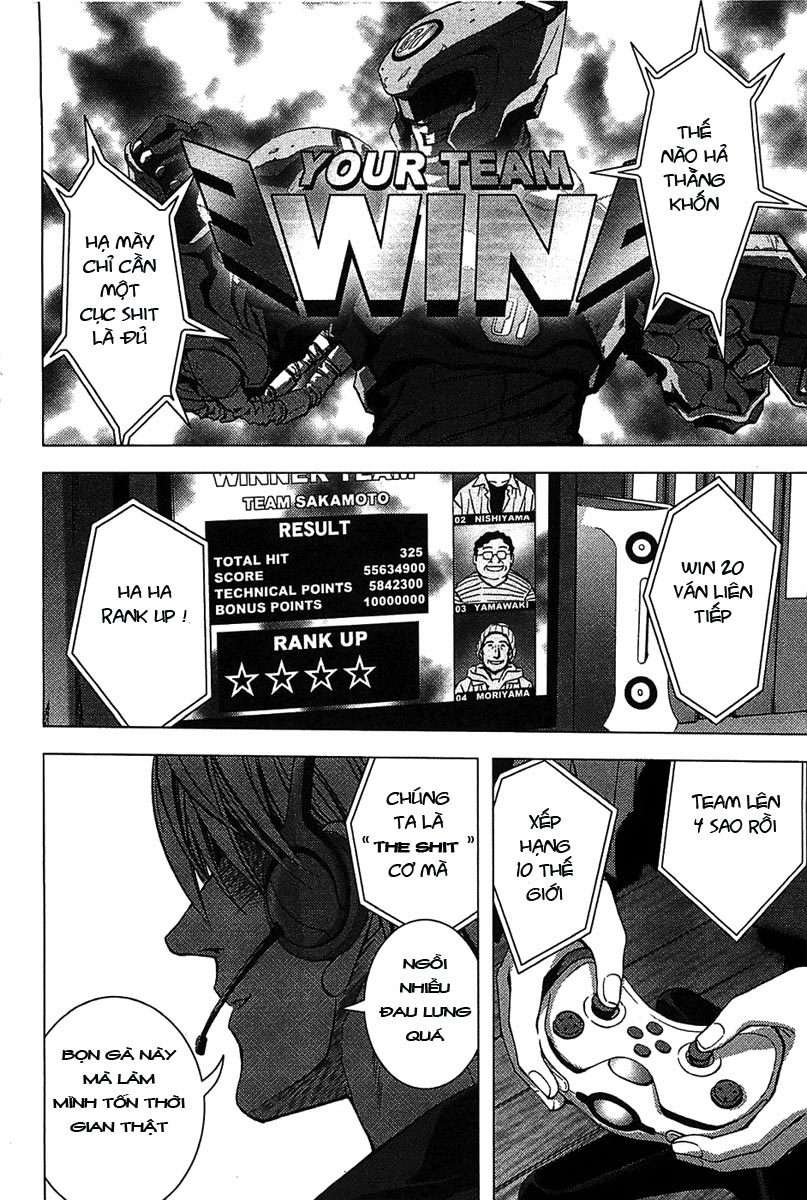 THẾ
NÀO HẢ
THẰNG
KHỐN
YOUR TEAM
WIN
HẠ MÀY
CHỈ CẦN
MỘT
CỤC SHIT
LÀ ĐỦ
WIN 20
VÁN LIÊN
TIẾP
WINNER TEAM
TEAM SAKAMOTO
RESULT
TOTAL HIT 325
SCORE 55634900
TECHNICAL POINTS 5842300
BONUS POINTS 10000000
RANK UP
02 NISHIYAMA
03 YAMAWAKI
04 MORIYAMA
HA HA
RANK UP !
TEAM LÊN
4 SAO RỒI
XẾP
HẠNG
10 THẾ
GIỚI
CHÚNG
TA LÀ
“ THE SHIT ”
CƠ MÀ
NGỒI
NHIỀU
ĐAU LƯNG
QUÁ
BỌN GÀ NÀY
MÀ LÀM
MÌNH TỐN THỜI
GIAN THẬT